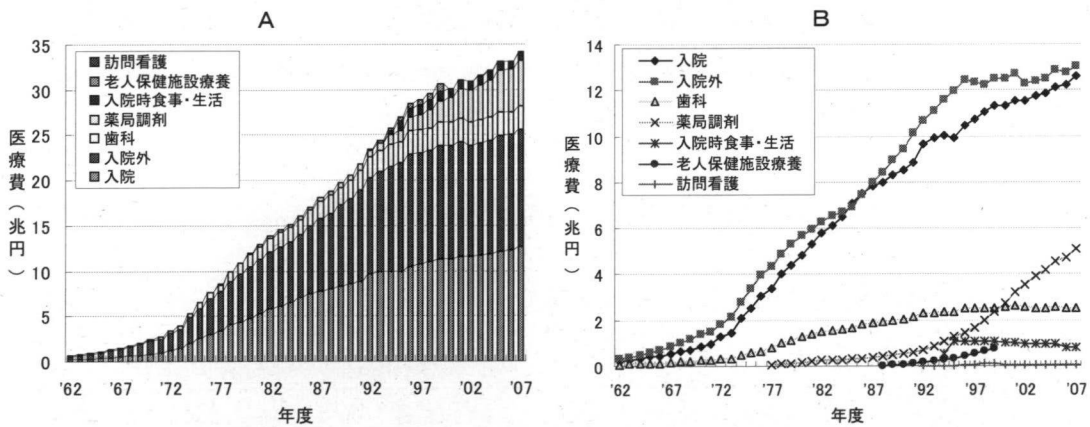 A
35
30
25
20
15
10
5
0
医療費(兆円)
訪問看護
老人保健施設療養
入院時食事・生活
薬局調剤
歯科
入院外
入院
'62 '67 '72 '77 '82 '87 '92 '97 '02 '07
年度
B
14
12
10
8
6
4
2
0
医療費(兆円)
入院
入院外
歯科
薬局調剤
入院時食事・生活
老人保健施設療養
訪問看護
'62 '67 '72 '77 '82 '87 '92 '97 '02 '07
年度